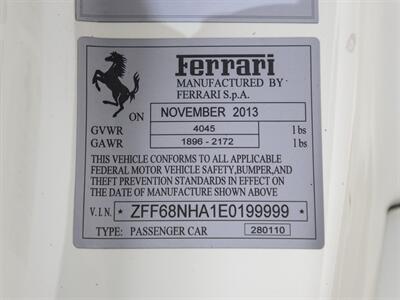 Ferrari
MANUFACTURED BY
FERRARI S.p.A.
ON NOVEMBER 2013
GVWR 4045 lbs
GAWR 1896 - 2172 lbs
THIS VEHICLE CONFORMS TO ALL APPLICABLE
FEDERAL MOTOR VEHICLE SAFETY,BUMPER,AND
THEFT PREVENTION STANDARDS IN EFFECT ON
THE DATE OF MANUFACTURE SHOWN ABOVE
V.I.N. * ZFF68NHA1E0199999 *
TYPE: PASSENGER CAR 280110